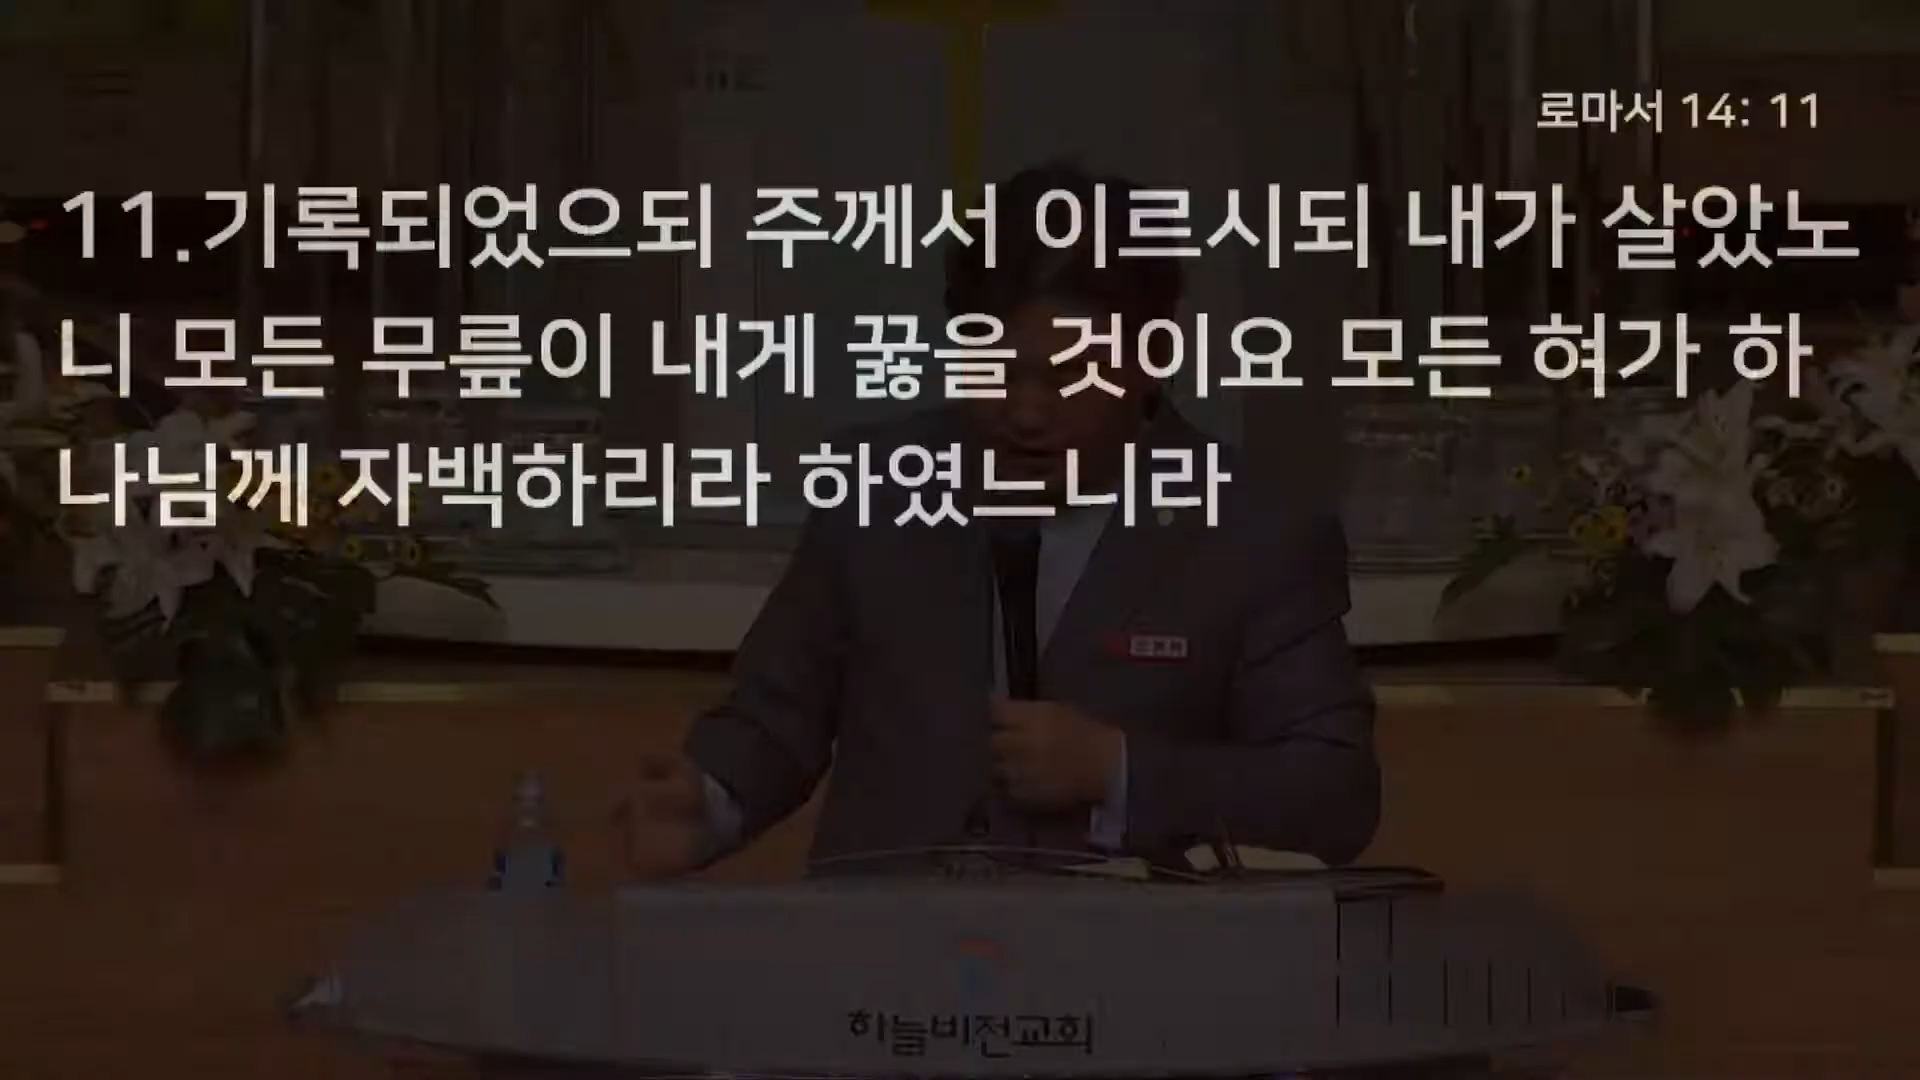 로마서 14: 11
11.기록되었으되 주께서 이르시되 내가 살았노
니 모든 무릎이 내게 꿇을 것이요 모든 혀가 하
나님께 자백하리라 하였느니라
하늘비전교회